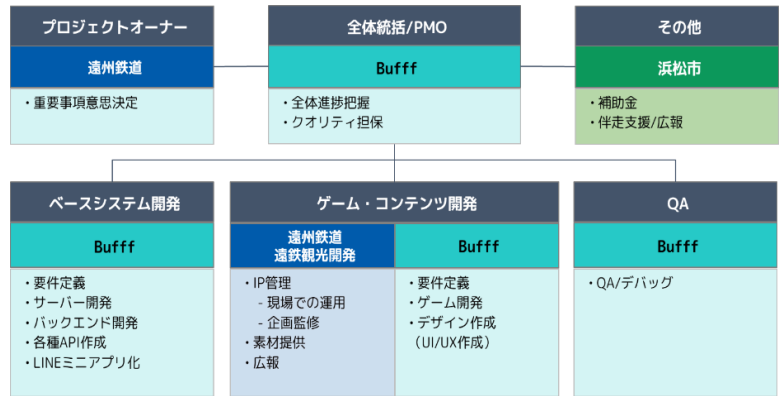 プロジェクトオーナー
遠州鉄道
・重要事項意思決定
全体統括/PMO
Bufff
・全体進捗把握
・クオリティ担保
その他
浜松市
・補助金
・伴走支援/広報
ベースシステム開発
Bufff
・要件定義
・サーバー開発
・バックエンド開発
・各種API作成
・LINEミニアプリ化
ゲーム・コンテンツ開発
遠州鉄道
遠鉄観光開発
・IP管理
- 現場での運用
- 企画監修
・素材提供
・広報
Bufff
・要件定義
・ゲーム開発
・デザイン作成
（UI/UX作成）
QA
Bufff
・QA/デバッグ